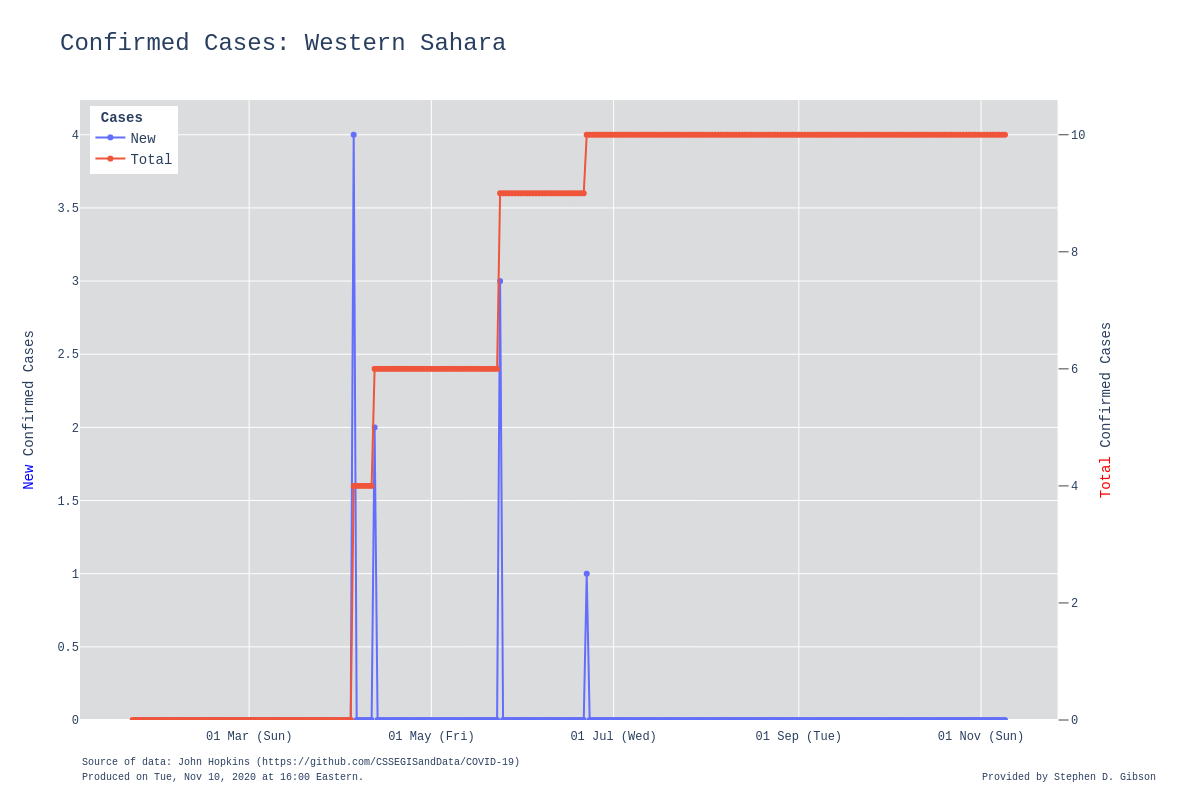 Confirmed Cases: Western Sahara
Cases
New
Total
4
3.5
3
2.5
2
1.5
1
0.5
0
10
8
6
4
2
0
New Confirmed Cases
Total Confirmed Cases
01 Mar (Sun)
01 May (Fri)
01 Jul (Wed)
01 Sep (Tue)
01 Nov (Sun)
Source of data: John Hopkins (https://github.com/CSSEGISandData/COVID-19)
Produced on Tue, Nov 10, 2020 at 16:00 Eastern.
Provided by Stephen D. Gibson